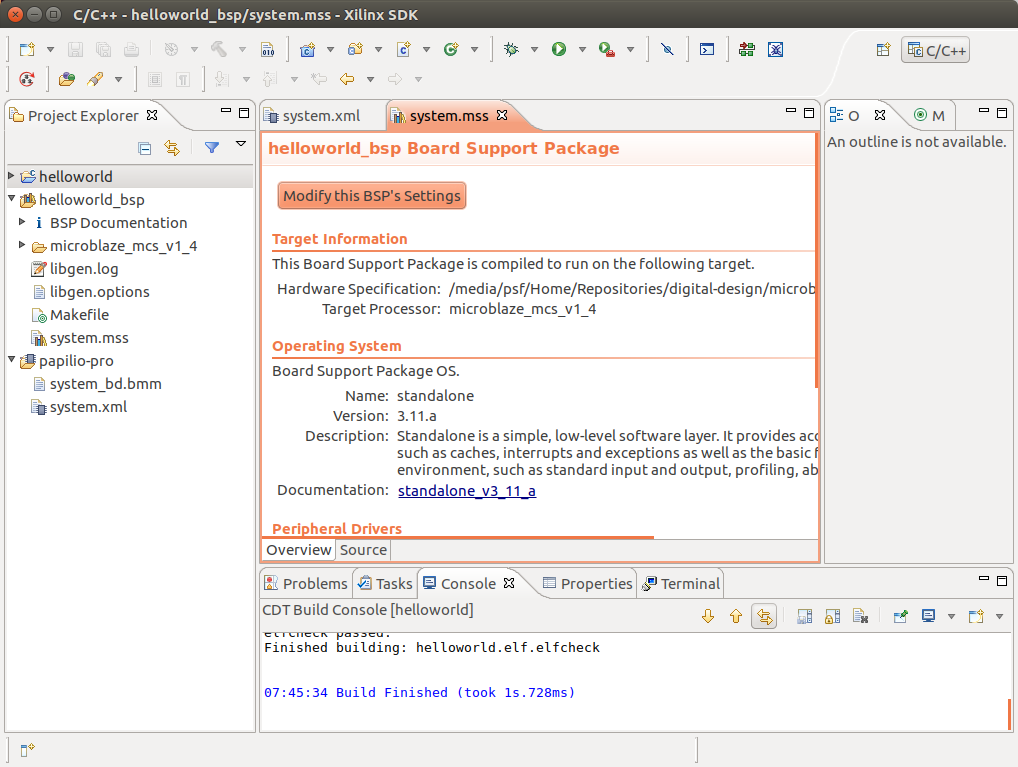 C/C++ - helloworld_bsp/system.mss - Xilinx SDK
010
C/C++
Project Explorer
helloworld
helloworld_bsp
BSP Documentation
microblaze_mcs_v1_4
libgen.log
libgen.options
Makefile
system.mss
papilio-pro
system_bd.bmm
system.xml
system.xml
system.mss
helloworld_bsp Board Support Package
Modify this BSP's Settings
Target Information
This Board Support Package is compiled to run on the following target.
Hardware Specification: /media/psf/Home/Repositories/digital-design/microb
Target Processor: microblaze_mcs_v1_4
Operating System
Board Support Package OS.
Name: standalone
Version: 3.11.a
Description: Standalone is a simple, low-level software layer. It provides acc
such as caches, interrupts and exceptions as well as the basic f
environment, such as standard input and output, profiling, ab
Documentation: standalone_v3_11_a
Peripheral Drivers
Overview Source
O M
An outline is not available.
Problems Tasks Console Properties Terminal
CDT Build Console [helloworld]
elfcheck passed.
Finished building: helloworld.elf.elfcheck
07:45:34 Build Finished (took 1s.728ms)